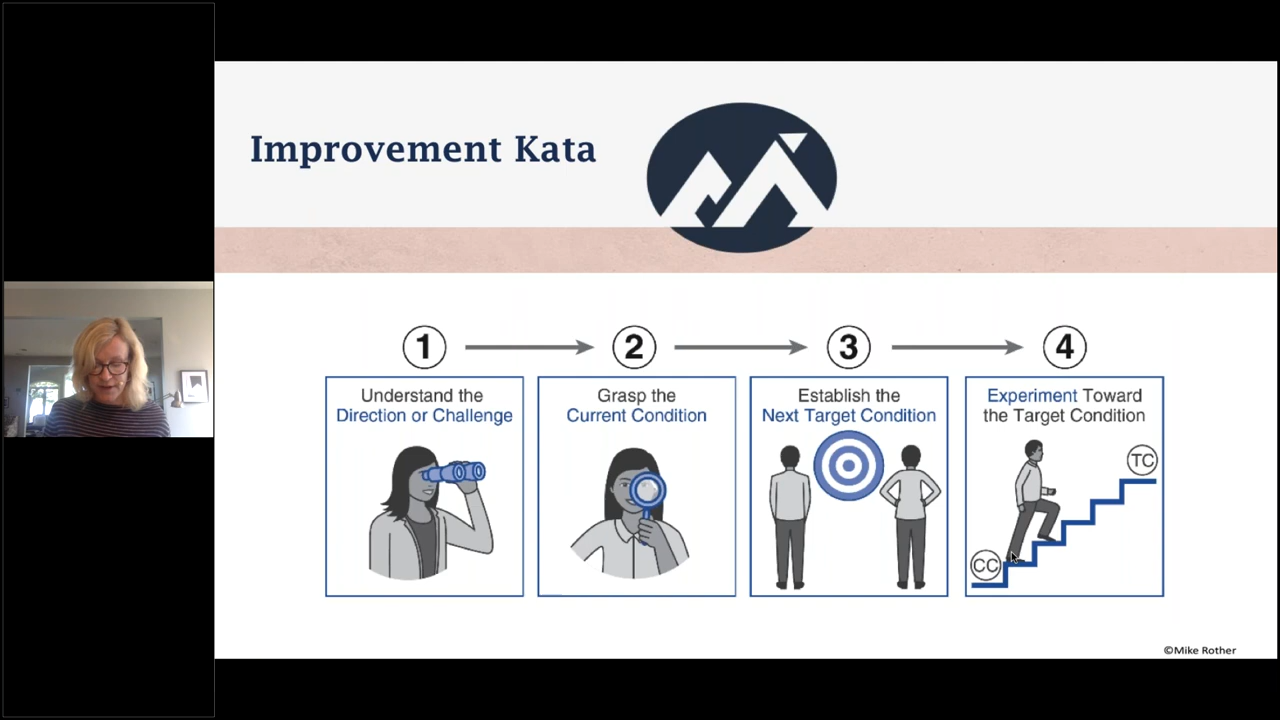 Improvement Kata
1
2
3
4
Understand the
Direction or Challenge
Grasp the
Current Condition
Establish the
Next Target Condition
Experiment Toward
the Target Condition
TC
CC
©Mike Rother